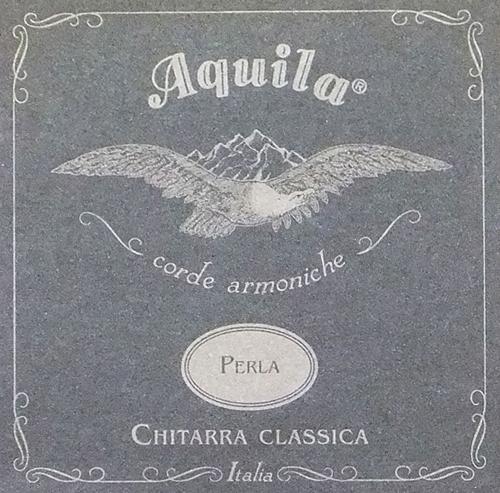 Aquila®
corde armoniche
PERLA
CHITARRA CLASSICA
Italia